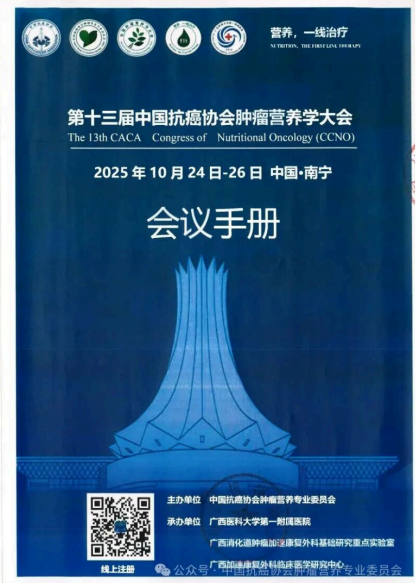 营养，一线治疗
NUTRITION, THE FIRST LINE THERAPY
第十三届中国抗癌协会肿瘤营养学大会
The 13th CACA Congress of Nutritional Oncology (CCNO)
2025 年 10 月 24 日-26 日 中国•南宁
会议手册
主办单位 中国抗癌协会肿瘤营养专业委员会
承办单位 广西医科大学第一附属医院
广西消化道肿瘤加速康复外科基础研究重点实验室
广西加速康复外科临床医学研究中心
线上注册
公众号 · 中国抗癌协会肿瘤营养专业委员会